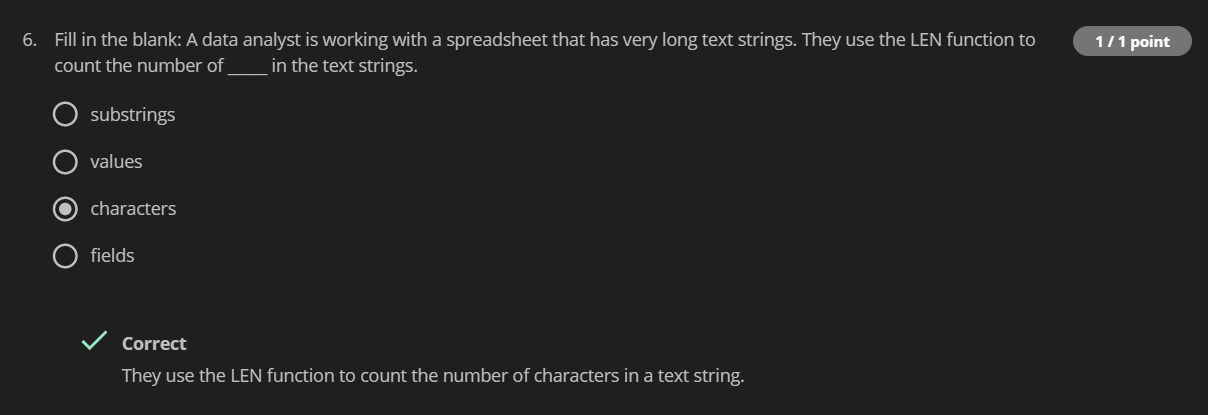 6. Fill in the blank: A data analyst is working with a spreadsheet that has very long text strings. They use the LEN function to
count the number of _____ in the text strings.
1 / 1 point
substrings
values
characters
fields
Correct
They use the LEN function to count the number of characters in a text string.